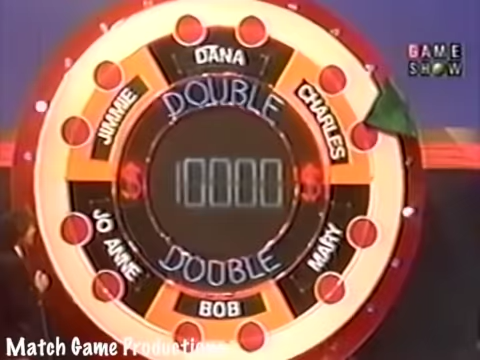 GAME
SHOW
DANA
JIMMIE
DOUBLE
CHARLES
$ 10000 $
JO ANNE
DOUBLE
MARY
BOB
Match Game Productions